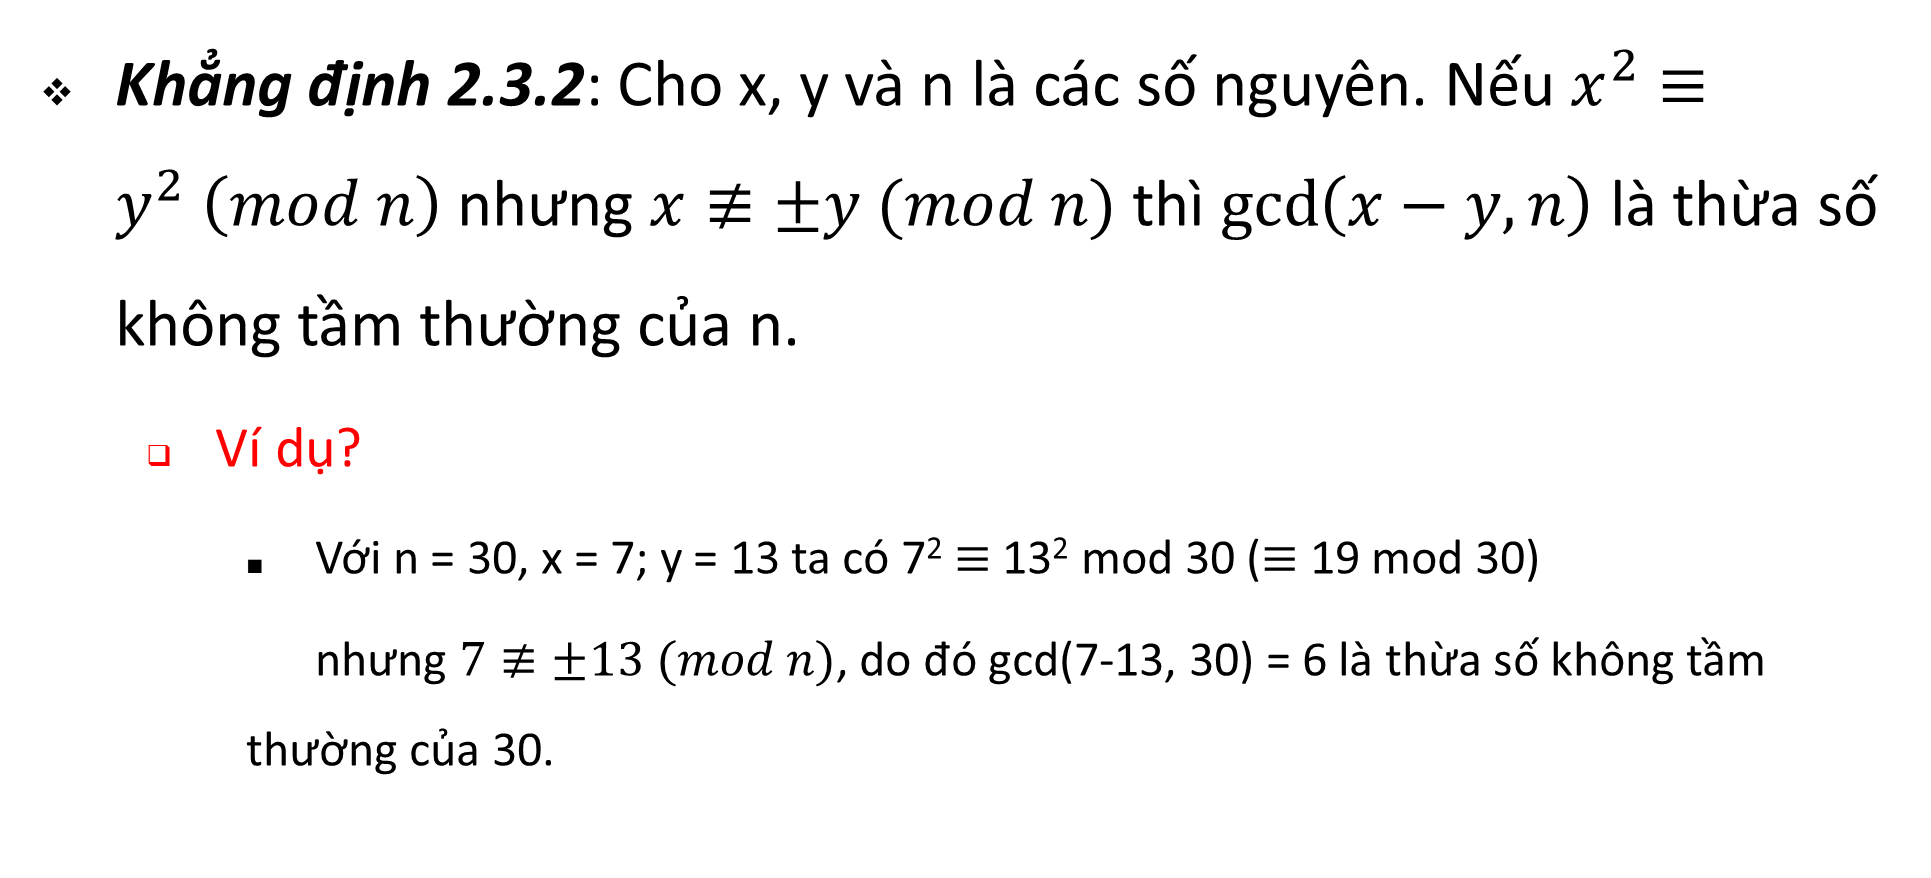 ❖ Khẳng định 2.3.2: Cho x, y và n là các số nguyên. Nếu x² ≡
y² (mod n) nhưng x ≢ ±y (mod n) thì gcd(x − y, n) là thừa số
không tầm thường của n.
❑ Ví dụ?
▪ Với n = 30, x = 7; y = 13 ta có 7² ≡ 13² mod 30 (≡ 19 mod 30)
nhưng 7 ≢ ±13 (mod n), do đó gcd(7-13, 30) = 6 là thừa số không tầm
thường của 30.